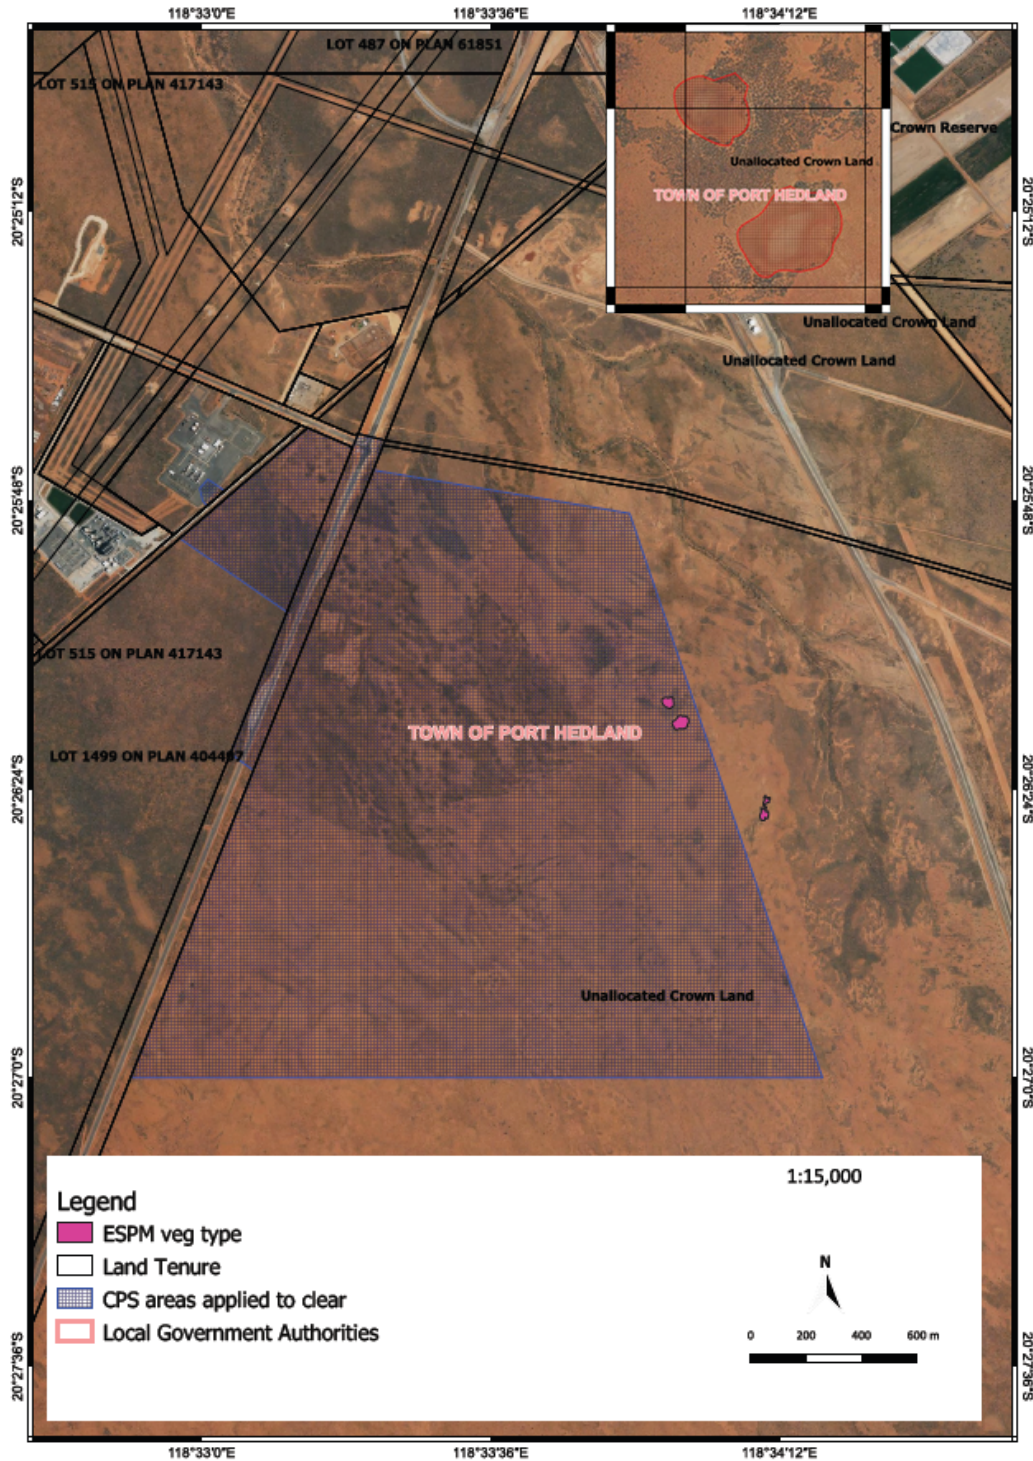 118°33'0"E
118°33'36"E
118°34'12"E
LOT 487 ON PLAN 61851
LOT 515 ON PLAN 417143
Crown Reserve
Unallocated Crown Land
TOWN OF PORT HEDLAND
20°25'12"S
20°25'12"S
Unallocated Crown Land
Unallocated Crown Land
20°25'48"S
20°25'48"S
LOT 515 ON PLAN 417143
TOWN OF PORT HEDLAND
LOT 1499 ON PLAN 404497
20°26'24"S
20°26'24"S
Unallocated Crown Land
20°27'0"S
20°27'0"S
1:15,000
Legend
ESPM veg type
Land Tenure
CPS areas applied to clear
Local Government Authorities
N
0 200 400 600 m
20°27'36"S
20°27'36"S
118°33'0"E
118°33'36"E
118°34'12"E